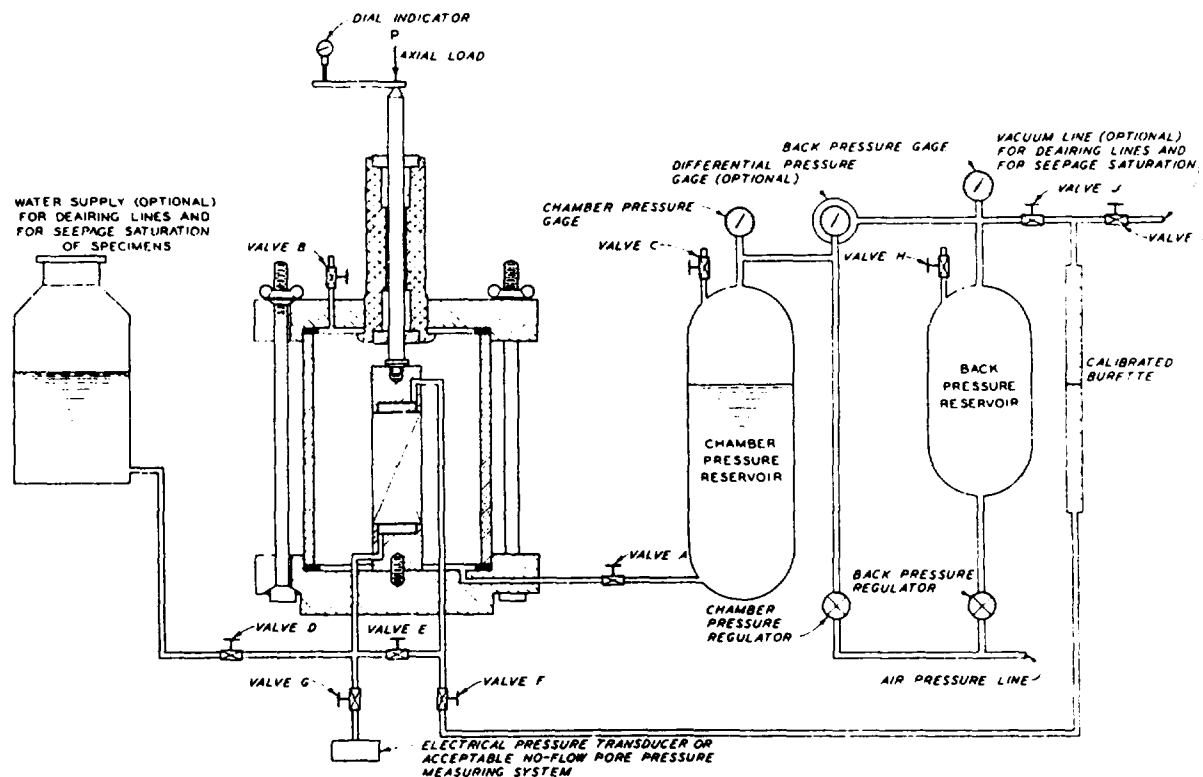 DIAL INDICATOR
P
AXIAL LOAD
WATER SUPPLY (OPTIONAL)
FOR DEAIRING LINES AND
FOR SEEPAGE SATURATION
OF SPECIMENS
VALVE B
CHAMBER PRESSURE
GAGE
VALVE C
DIFFERENTIAL PRESSURE
GAGE (OPTIONAL)
BACK PRESSURE GAGE
VACUUM LINE (OPTIONAL)
FOR DEAIRING LINES AND
FOR SEEPAGE SATURATION
VALVE J
VALVE
VALVE H
CHAMBER
PRESSURE
RESERVOIR
BACK
PRESSURE
RESERVOIR
CALIBRATED
BURETTE
VALVE A
CHAMBER
PRESSURE
REGULATOR
BACK PRESSURE
REGULATOR
AIR PRESSURE LINE
VALVE D
VALVE E
VALVE G
VALVE F
ELECTRICAL PRESSURE TRANSDUCER OR
ACCEPTABLE NO-FLOW PORE PRESSURE
MEASURING SYSTEM